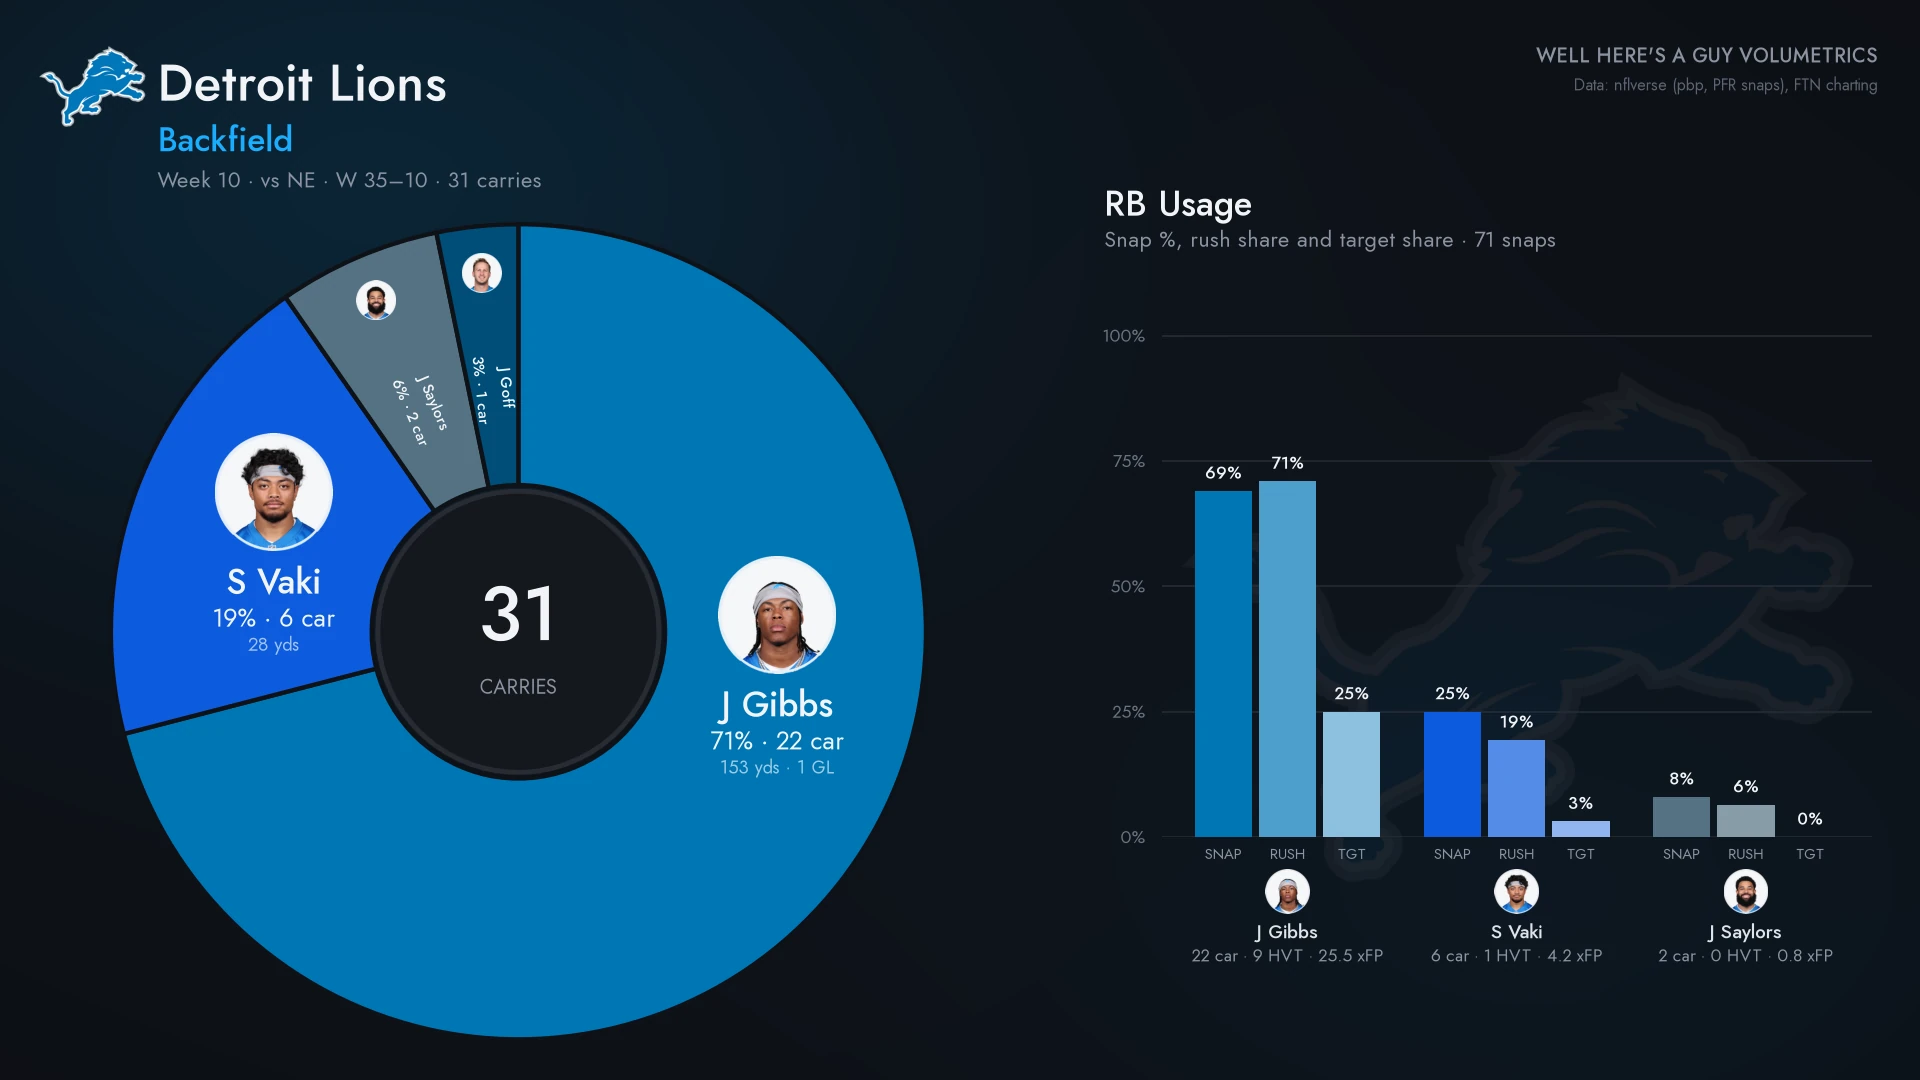 Detroit Lions
Backfield
Week 10 · vs NE · W 35–10 · 31 carries
WELL HERE'S A GUY VOLUMETRICS
Data: nflverse (pbp, PFR snaps), FTN charting
J Goff
3% · 1 car
J Saylors
6% · 2 car
S Vaki
19% · 6 car
28 yds
31
CARRIES
J Gibbs
71% · 22 car
153 yds · 1 GL
RB Usage
Snap %, rush share and target share · 71 snaps
100%
75%
50%
25%
0%
69%
71%
25%
25%
19%
3%
8%
6%
0%
SNAP
RUSH
TGT
SNAP
RUSH
TGT
SNAP
RUSH
TGT
J Gibbs
22 car · 9 HVT · 25.5 xFP
S Vaki
6 car · 1 HVT · 4.2 xFP
J Saylors
2 car · 0 HVT · 0.8 xFP